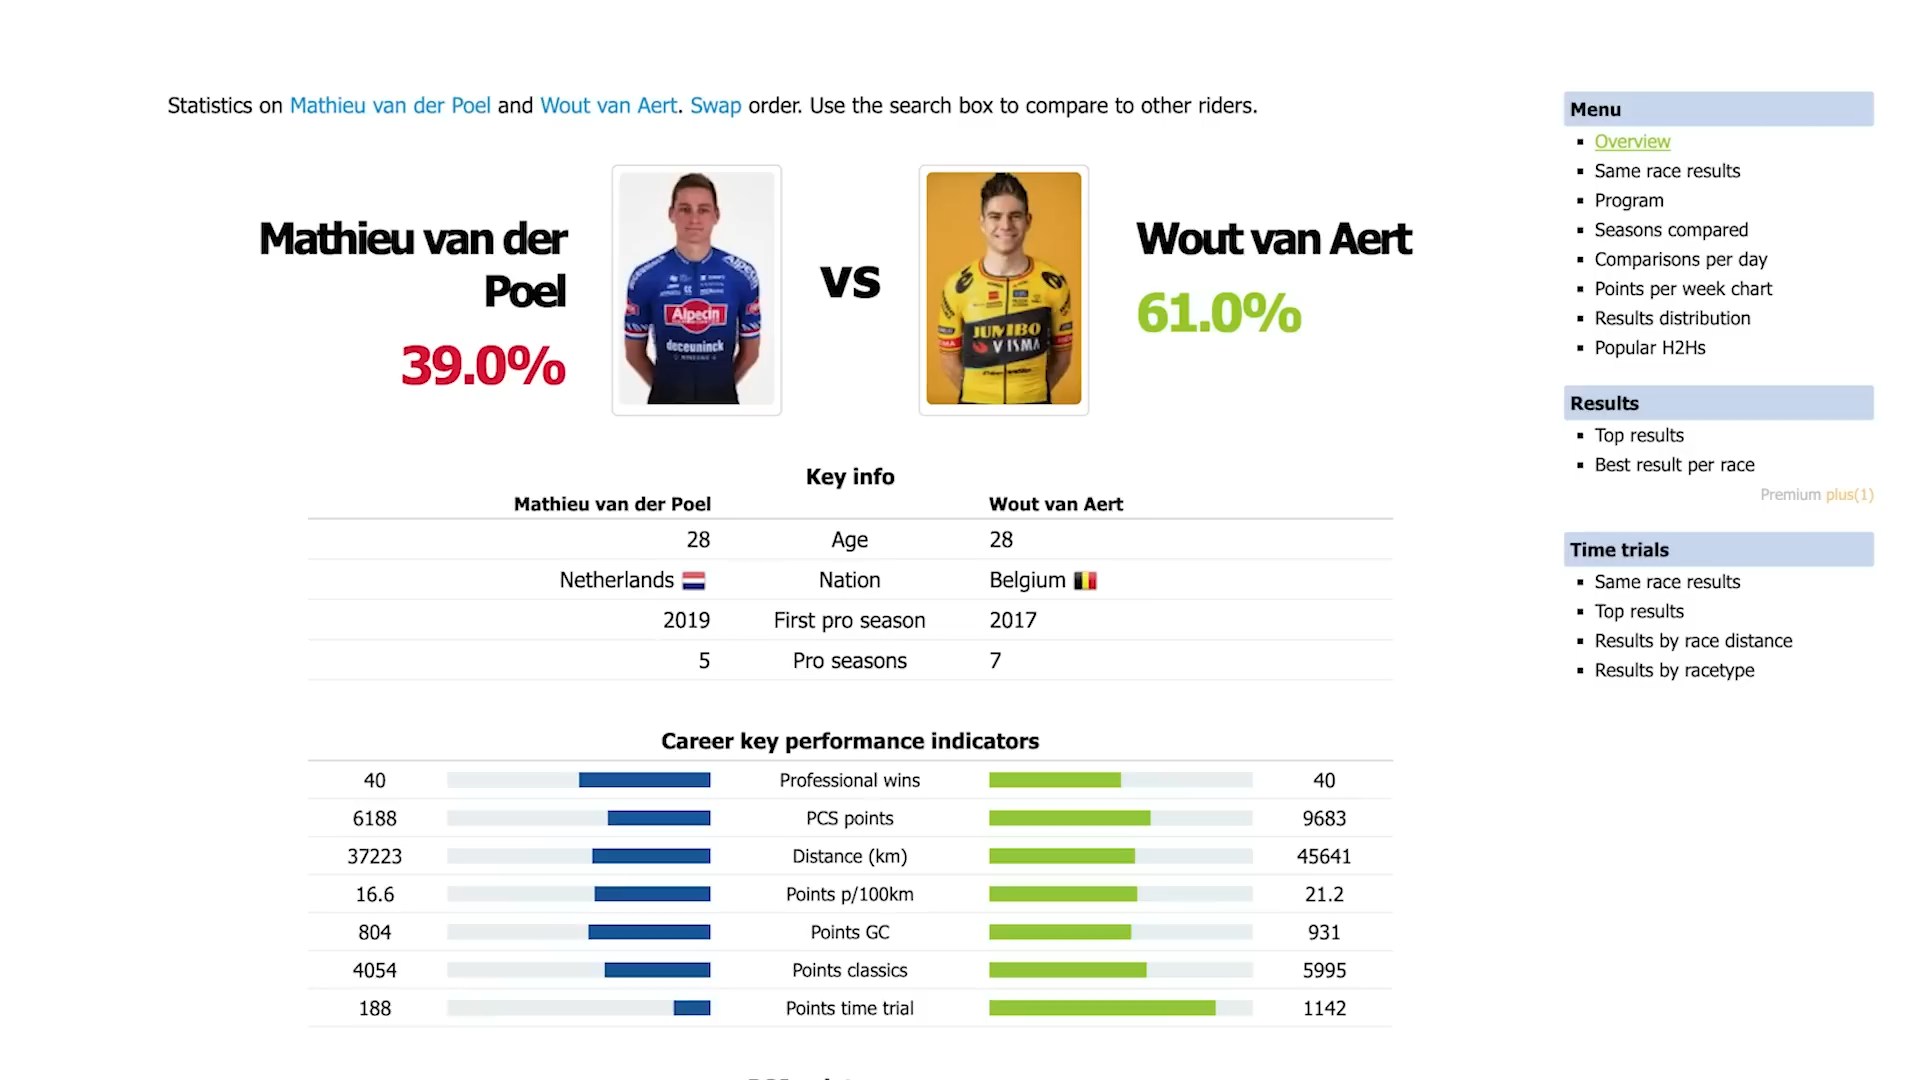 Statistics on Mathieu van der Poel and Wout van Aert. Swap order. Use the search box to compare to other riders.
Mathieu van der
Poel
39.0%
Alpecin
deceuninck
vs
JUMBO
VISMA
Wout van Aert
61.0%
Key info
Mathieu van der Poel Wout van Aert
28 Age 28
Netherlands Nation Belgium
2019 First pro season 2017
5 Pro seasons 7
Career key performance indicators
40 Professional wins 40
6188 PCS points 9683
37223 Distance (km) 45641
16.6 Points p/100km 21.2
804 Points GC 931
4054 Points classics 5995
188 Points time trial 1142
Menu
Overview
Same race results
Program
Seasons compared
Comparisons per day
Points per week chart
Results distribution
Popular H2Hs
Results
Top results
Best result per race
Premium plus(1)
Time trials
Same race results
Top results
Results by race distance
Results by racetype